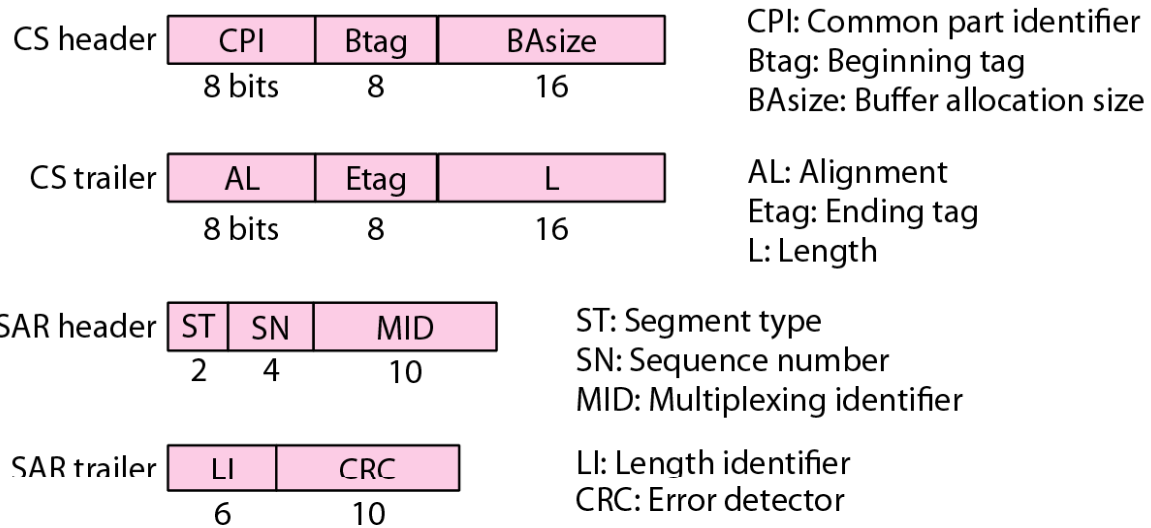 CS header CPI Btag BAsize
8 bits 8 16
CPI: Common part identifier
Btag: Beginning tag
BAsize: Buffer allocation size
CS trailer AL Etag L
8 bits 8 16
AL: Alignment
Etag: Ending tag
L: Length
SAR header ST SN MID
2 4 10
ST: Segment type
SN: Sequence number
MID: Multiplexing identifier
SAR trailer LI CRC
6 10
LI: Length identifier
CRC: Error detector